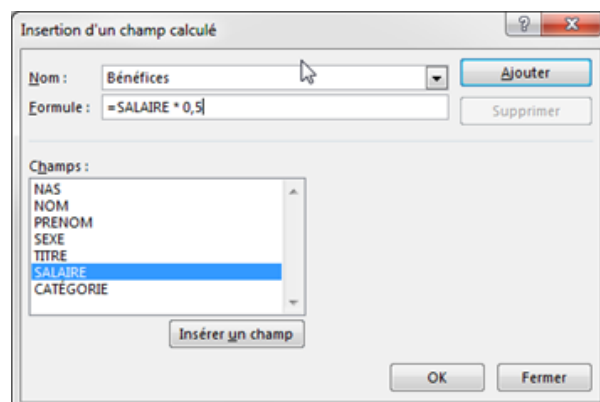 Insertion d'un champ calculé
Nom : Bénéfices Ajouter
Formule : =SALAIRE * 0,5 Supprimer
Champs :
NAS
NOM
PRENOM
SEXE
TITRE
SALAIRE
CATÉGORIE
Insérer un champ
OK Fermer